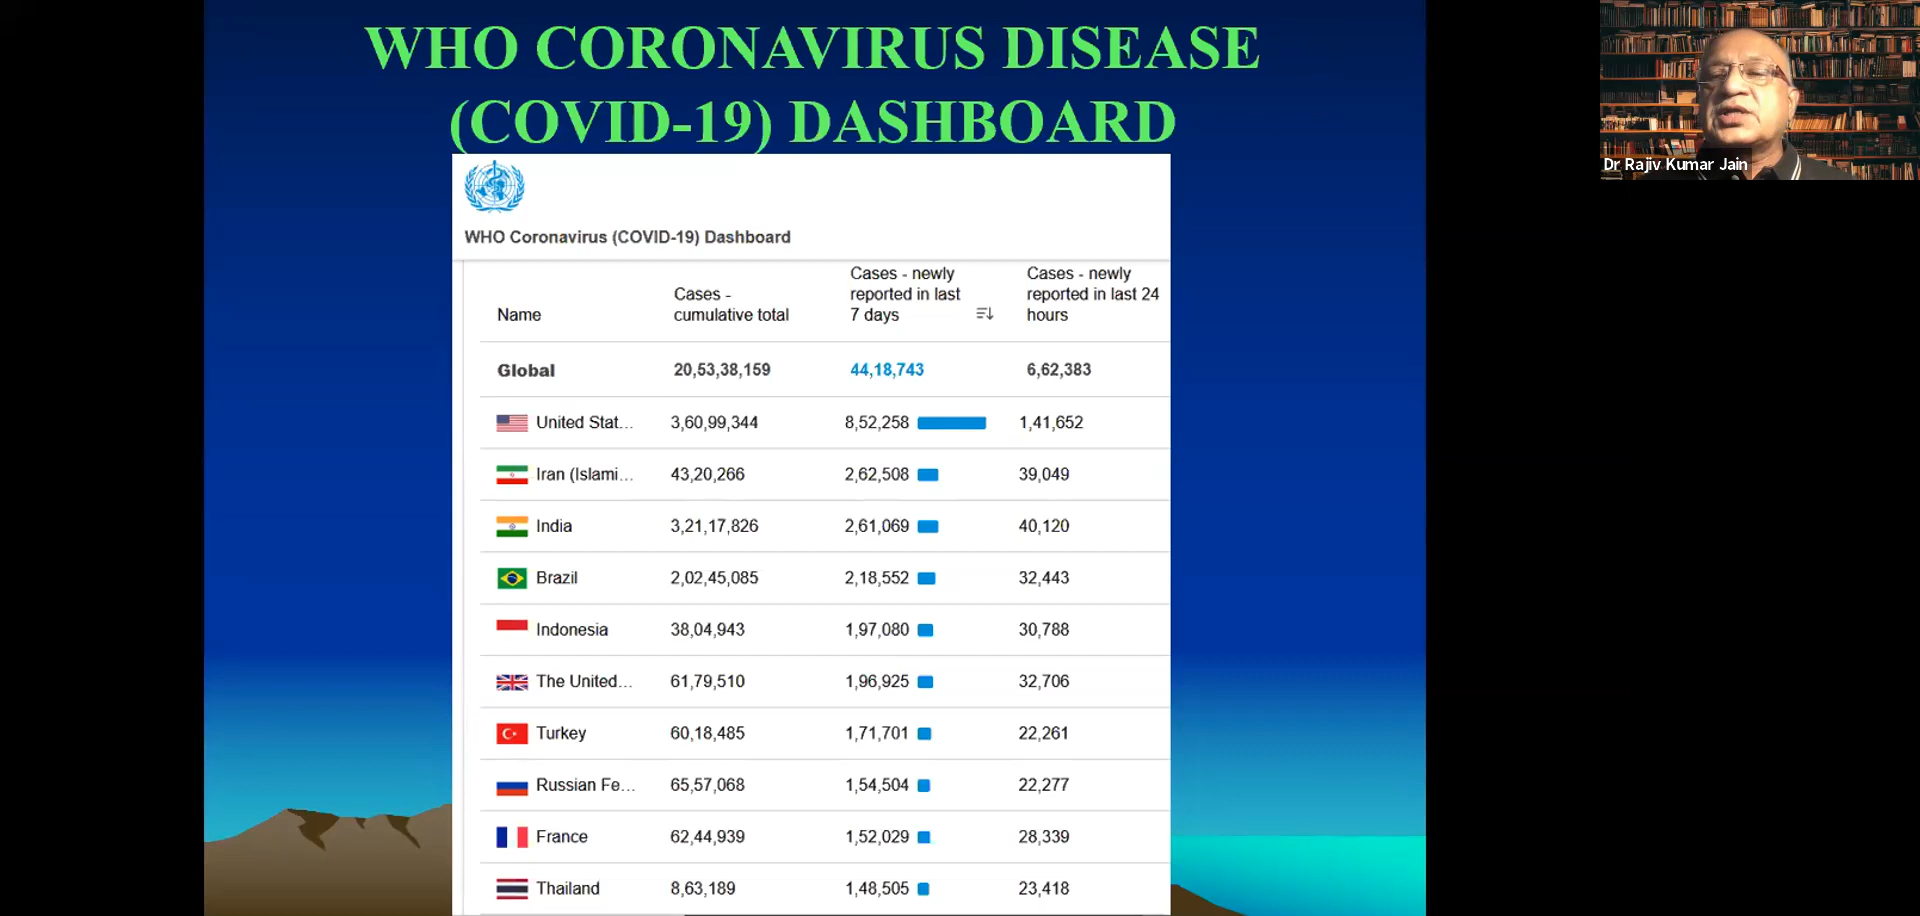 WHO CORONAVIRUS DISEASE
(COVID-19) DASHBOARD
Dr Rajiv Kumar Jain
WHO Coronavirus (COVID-19) Dashboard
Name
Cases -
cumulative total
Cases - newly
reported in last
7 days
Cases - newly
reported in last 24
hours
Global 20,53,38,159 44,18,743 6,62,383
United Stat... 3,60,99,344 8,52,258 1,41,652
Iran (Islami... 43,20,266 2,62,508 39,049
India 3,21,17,826 2,61,069 40,120
Brazil 2,02,45,085 2,18,552 32,443
Indonesia 38,04,943 1,97,080 30,788
The United... 61,79,510 1,96,925 32,706
Turkey 60,18,485 1,71,701 22,261
Russian Fe... 65,57,068 1,54,504 22,277
France 62,44,939 1,52,029 28,339
Thailand 8,63,189 1,48,505 23,418